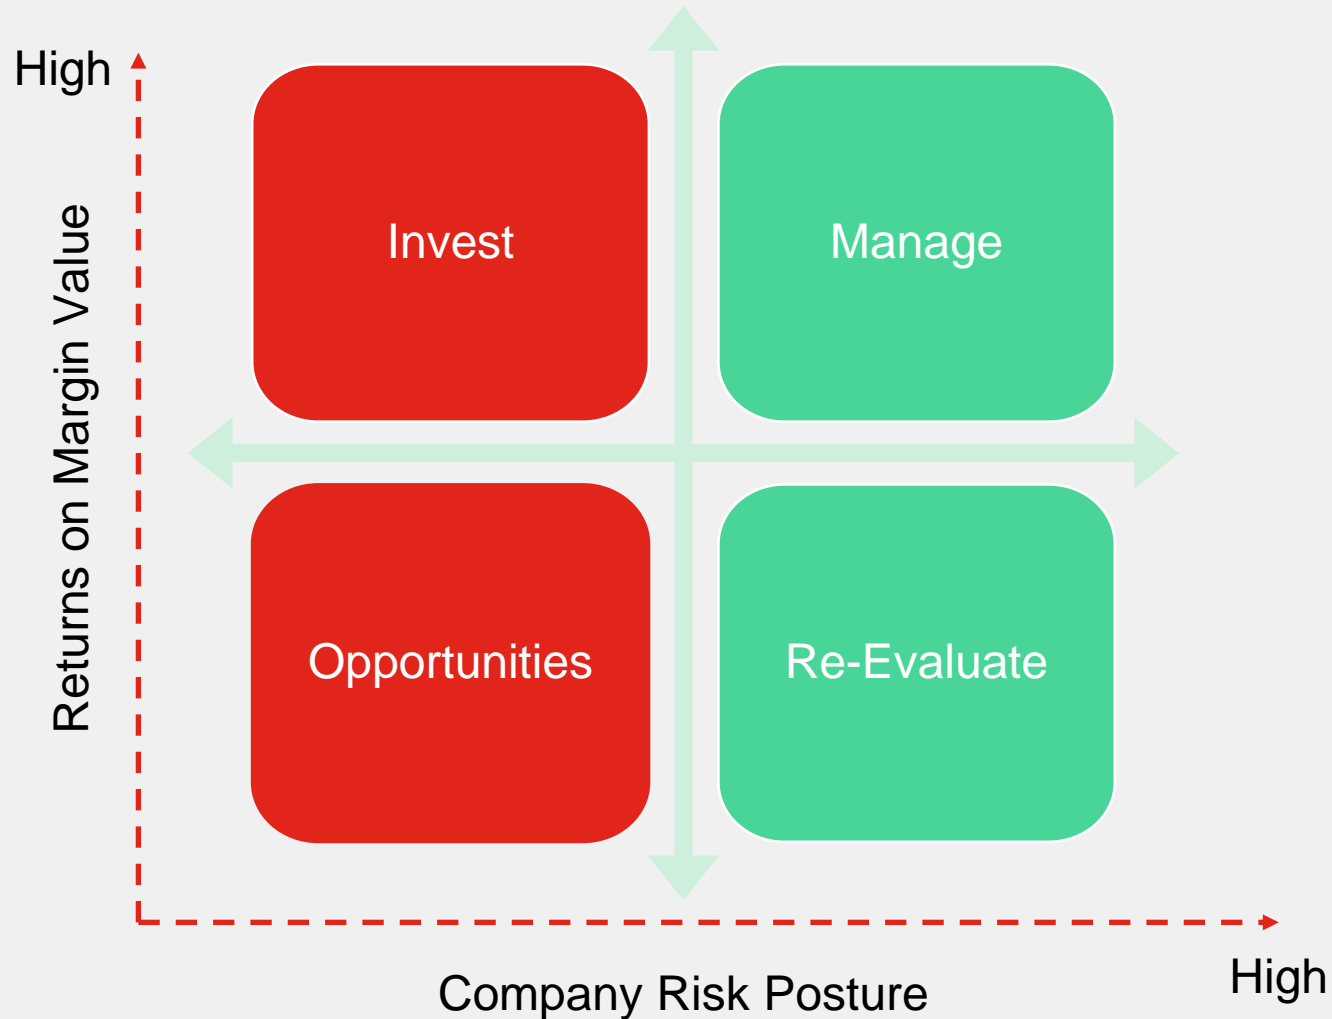 High
Returns on Margin Value
Invest
Manage
Opportunities
Re-Evaluate
Company Risk Posture
High